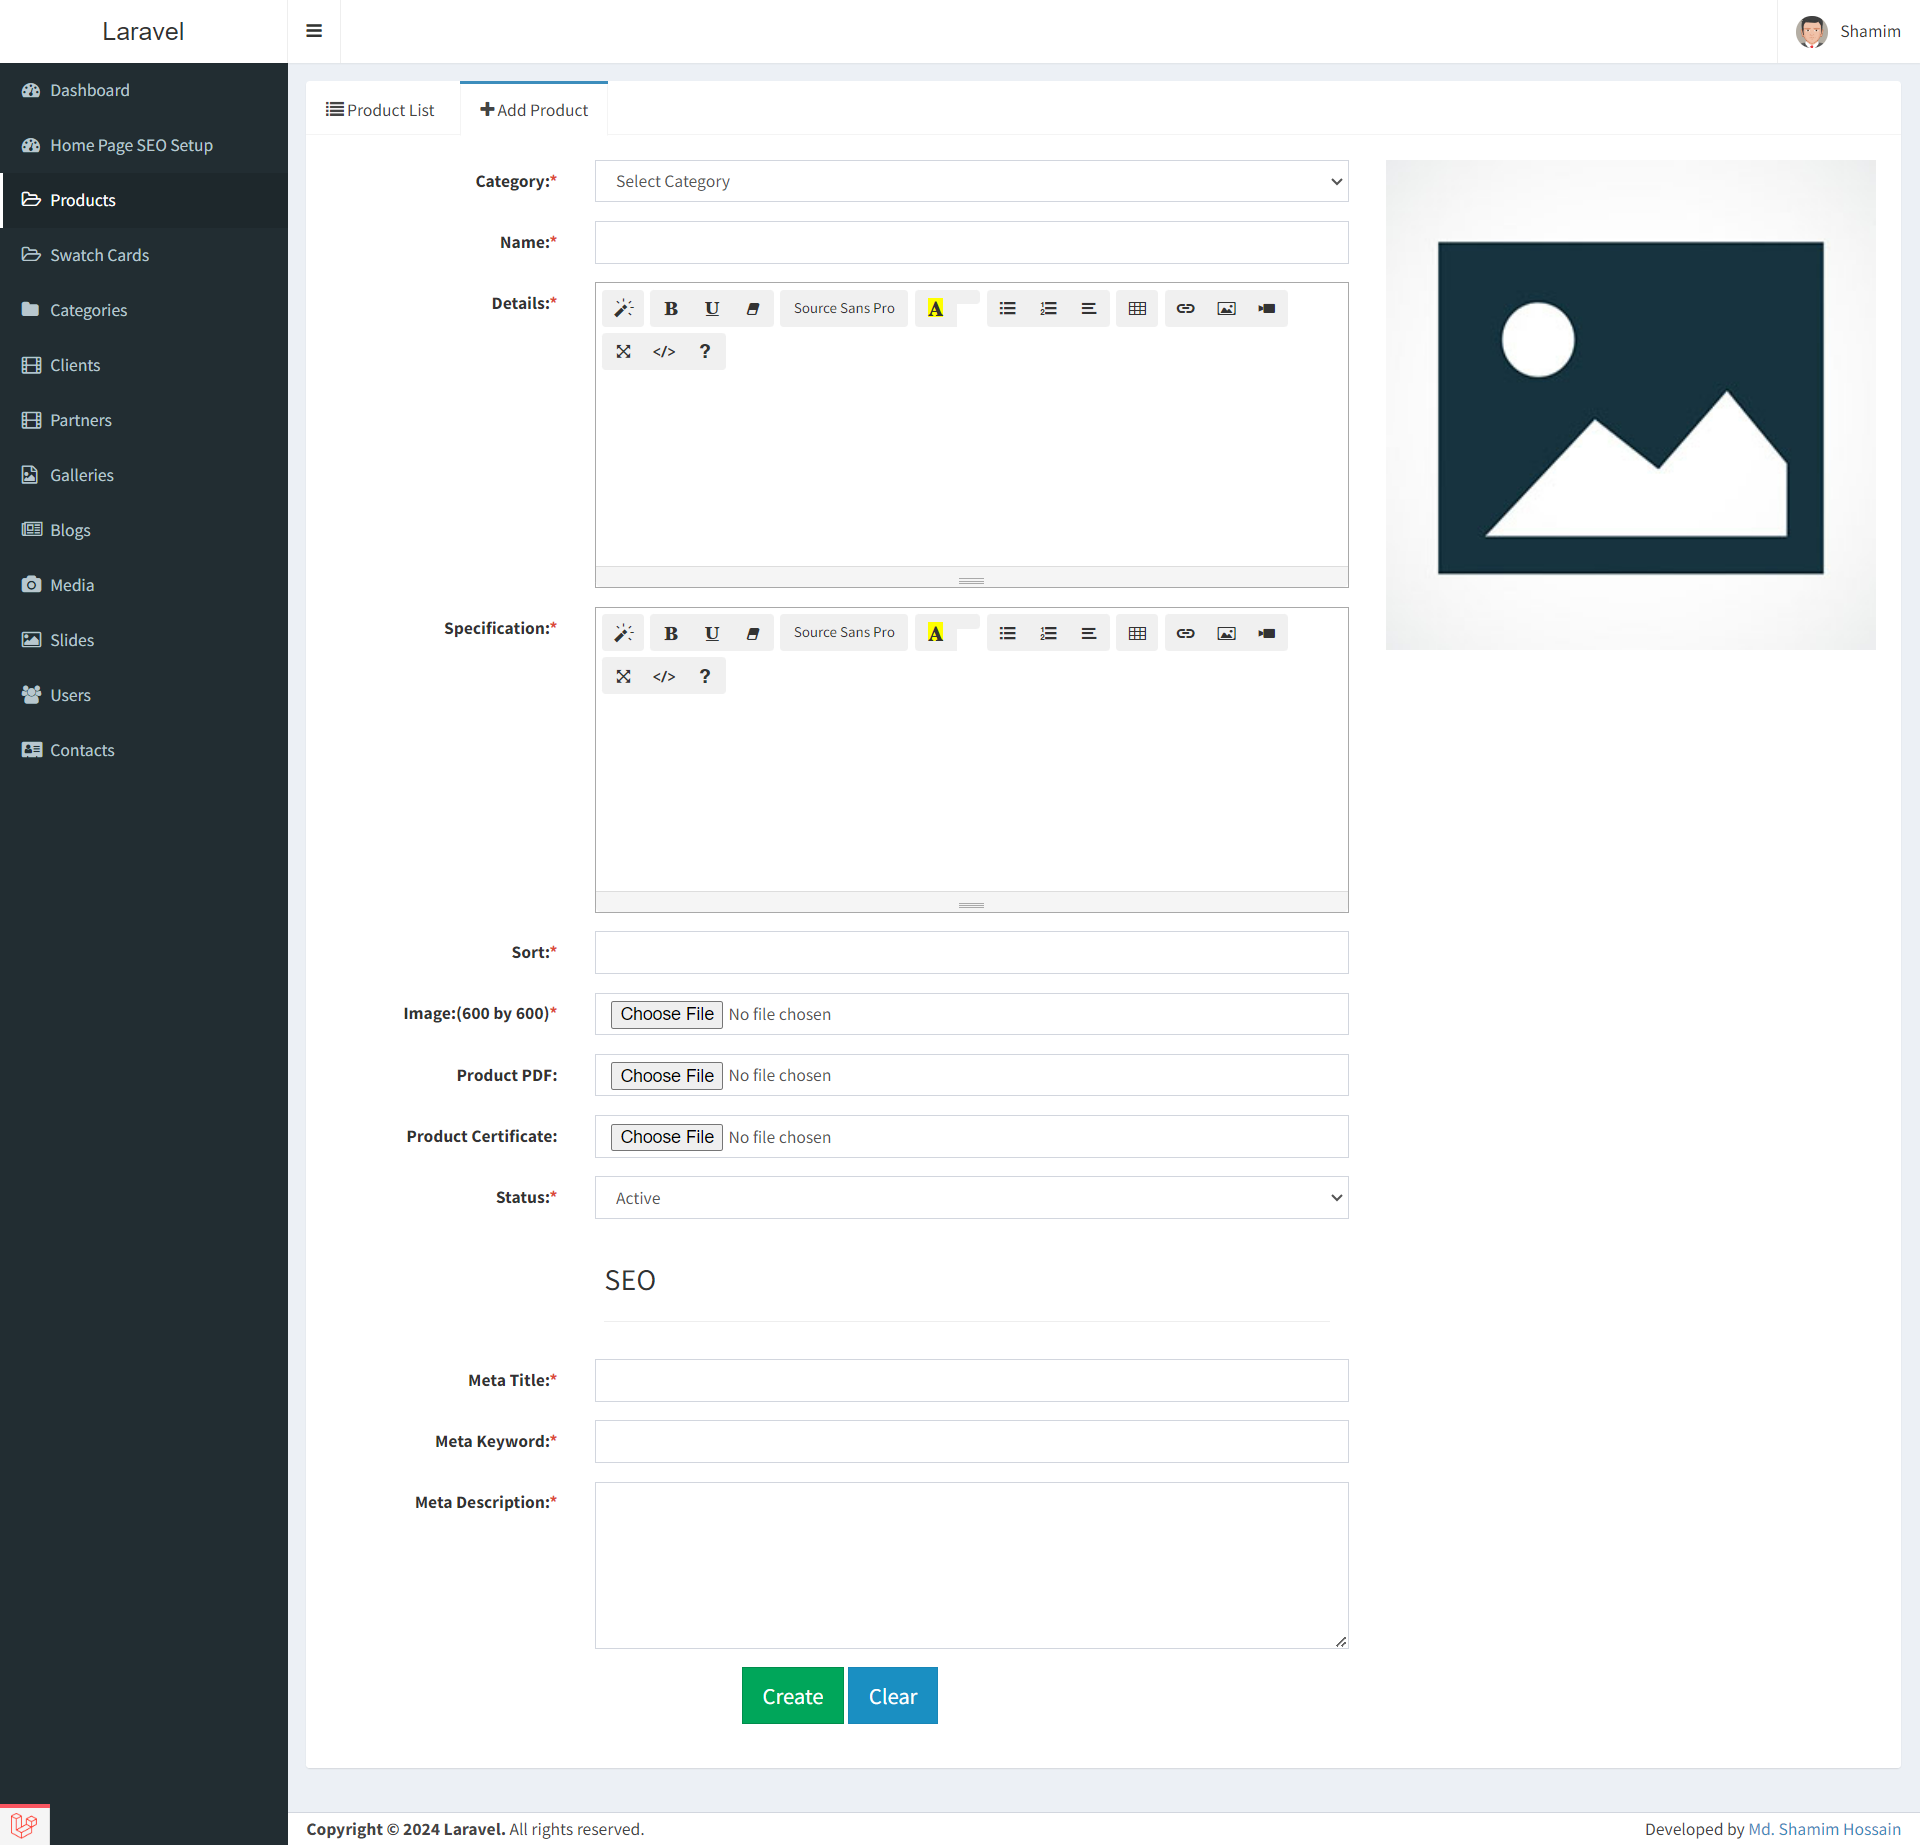 Laravel
Shamim
Dashboard
Home Page SEO Setup
Products
Swatch Cards
Categories
Clients
Partners
Galleries
Blogs
Media
Slides
Users
Contacts
Product List
Add Product
Category:*
Select Category
Name:*
Details:*
B U Source Sans Pro A
</> ?
Specification:*
B U Source Sans Pro A
</> ?
Sort:*
Image:(600 by 600)*
Choose File No file chosen
Product PDF:
Choose File No file chosen
Product Certificate:
Choose File No file chosen
Status:*
Active
SEO
Meta Title:*
Meta Keyword:*
Meta Description:*
Create
Clear
Copyright © 2024 Laravel. All rights reserved.
Developed by Md. Shamim Hossain